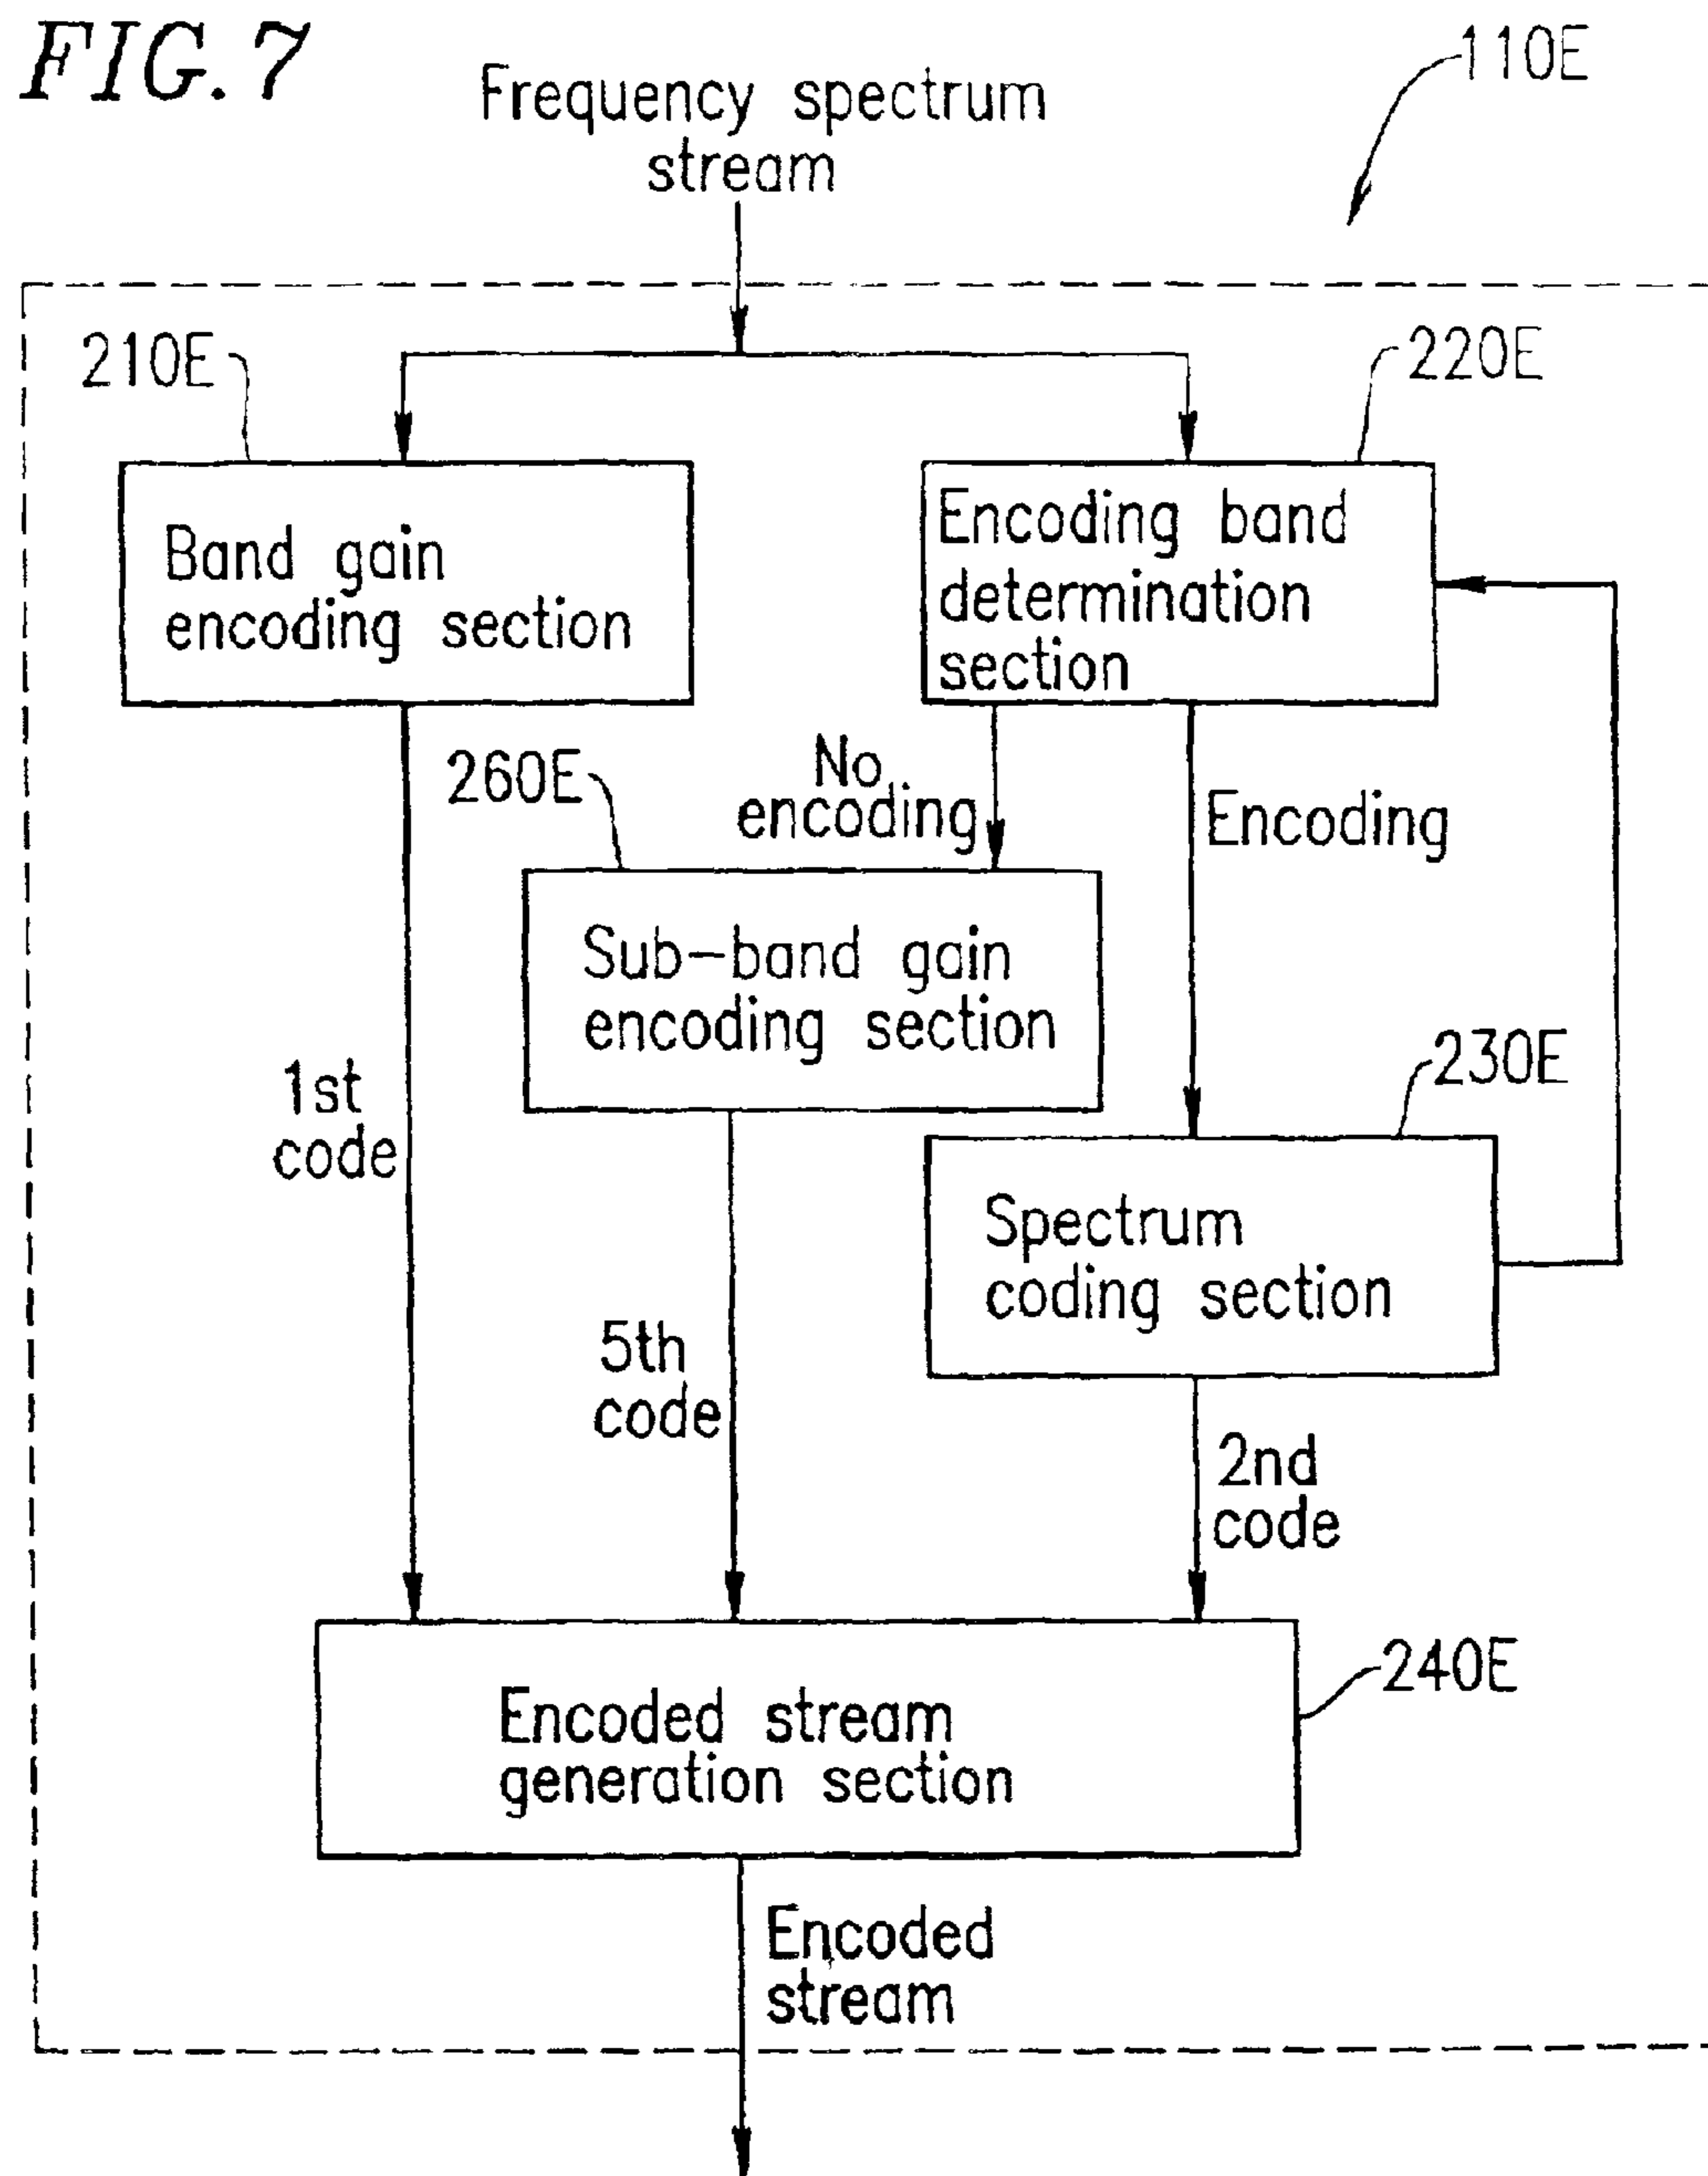 FIG. 7
110E
Frequency spectrum
stream
210E
220E
Band gain
encoding section
Encoding band
determination
section
260E
No
encoding
Encoding
Sub-band gain
encoding section
230E
1st
code
Spectrum
coding section
5th
code
2nd
code
240E
Encoded stream
generation section
Encoded
stream